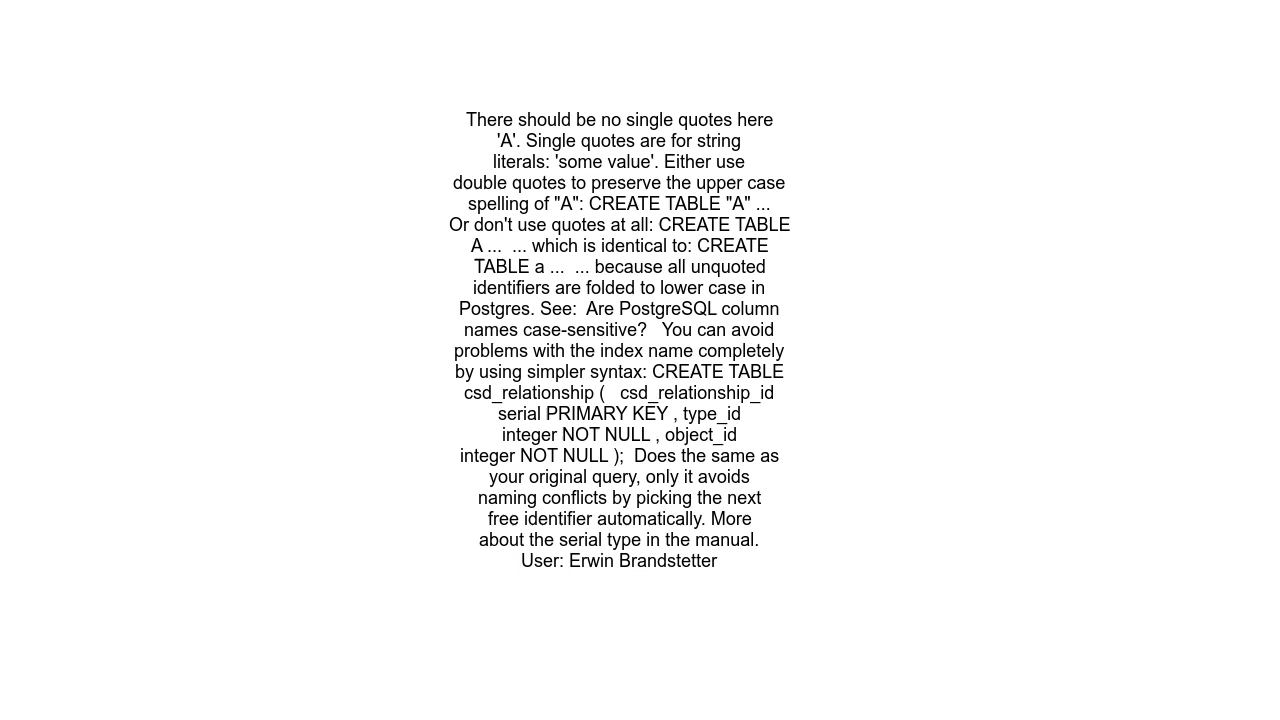 There should be no single quotes here
'A'. Single quotes are for string
literals: 'some value'. Either use
double quotes to preserve the upper case
spelling of "A": CREATE TABLE "A" ...
Or don't use quotes at all: CREATE TABLE
A ...  ... which is identical to: CREATE
TABLE a ...  ... because all unquoted
identifiers are folded to lower case in
Postgres. See:  Are PostgreSQL column
names case-sensitive?   You can avoid
problems with the index name completely
by using simpler syntax: CREATE TABLE
csd_relationship (   csd_relationship_id
serial PRIMARY KEY , type_id
integer NOT NULL , object_id
integer NOT NULL );  Does the same as
your original query, only it avoids
naming conflicts by picking the next
free identifier automatically. More
about the serial type in the manual.
User: Erwin Brandstetter